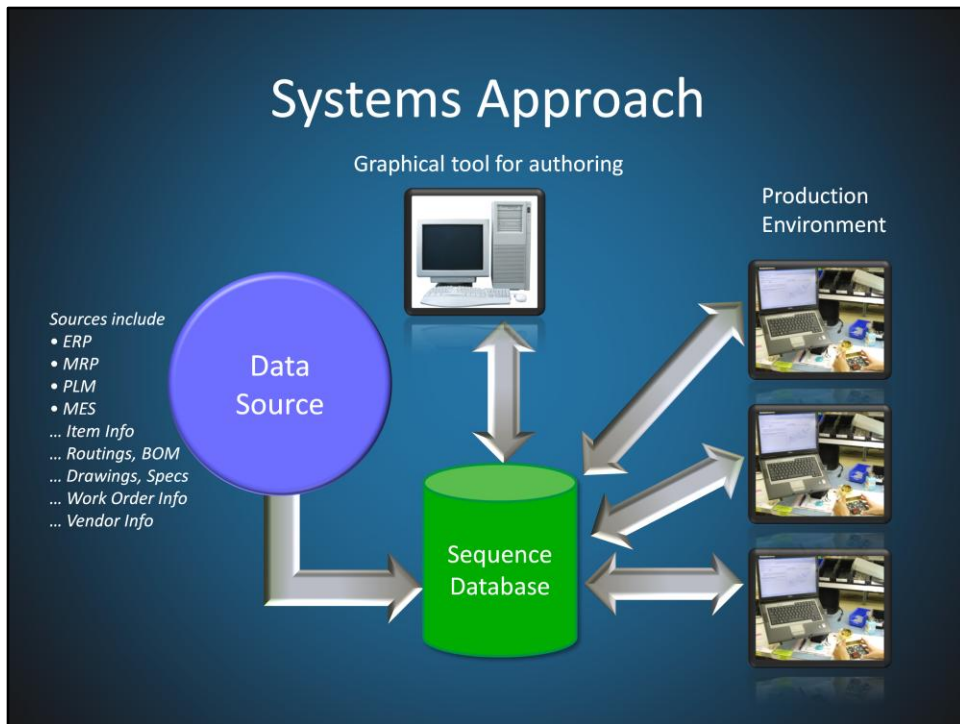 Systems Approach
Graphical tool for authoring
Production
Environment
Sources include
• ERP
• MRP
• PLM
• MES
... Item Info
... Routings, BOM
... Drawings, Specs
... Work Order Info
... Vendor Info
Data
Source
Sequence
Database